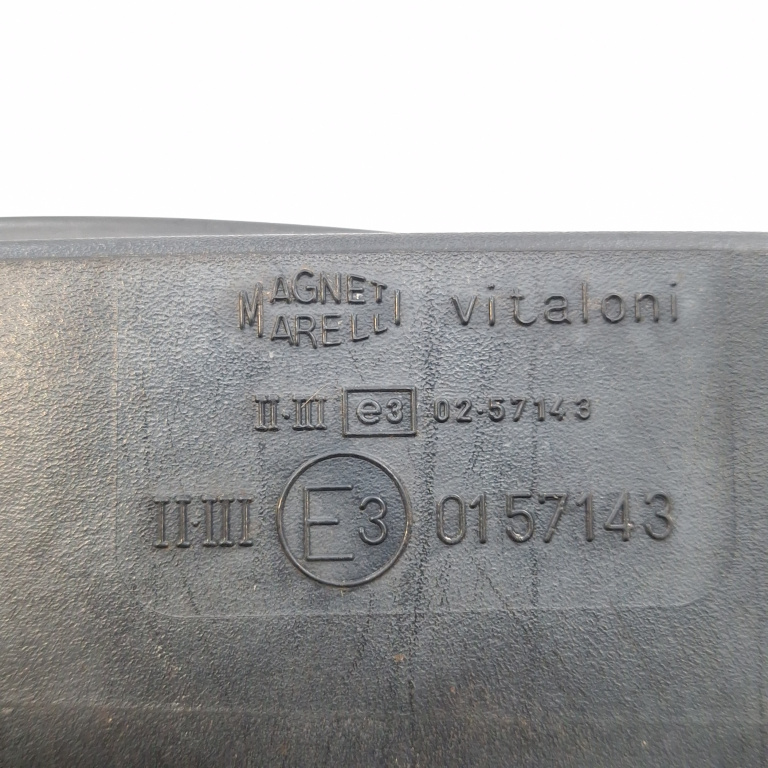 MAGNETI MARELLI vitaloni
II·III e3 02-57143
II·III E3 0157143